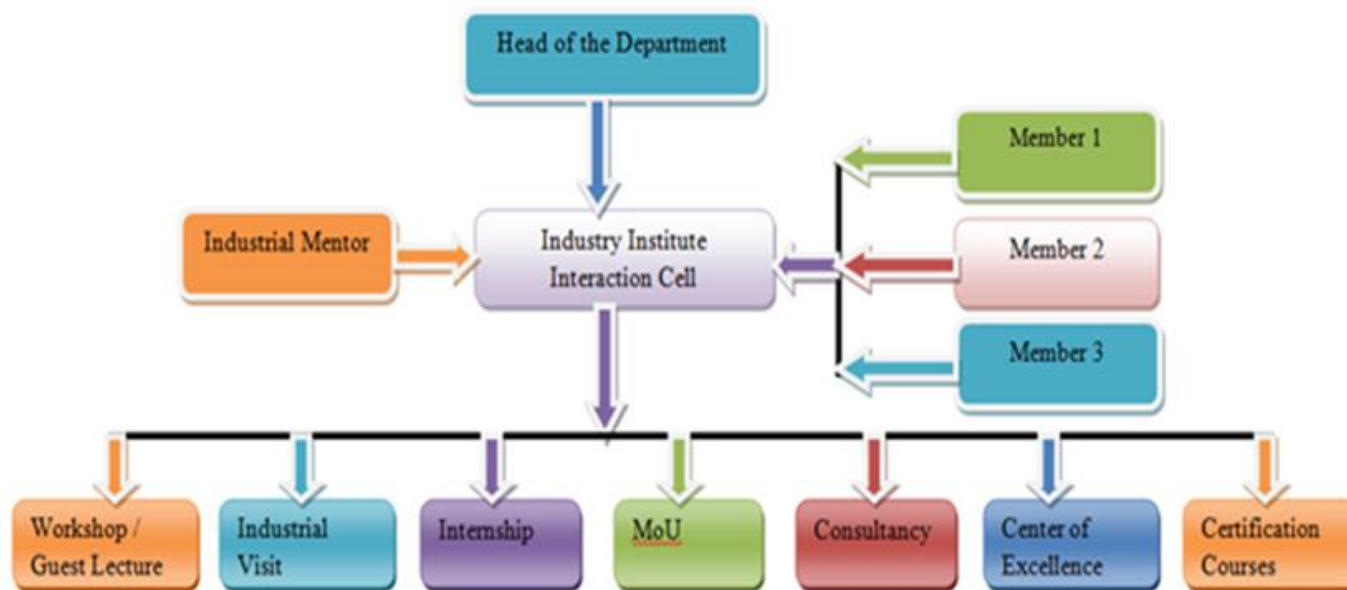 Head of the Department
Member 1
Industrial Mentor
Industry Institute
Interaction Cell
Member 2
Member 3
Workshop /
Guest Lecture
Industrial
Visit
Internship
MoU
Consultancy
Center of
Excellence
Certification
Courses